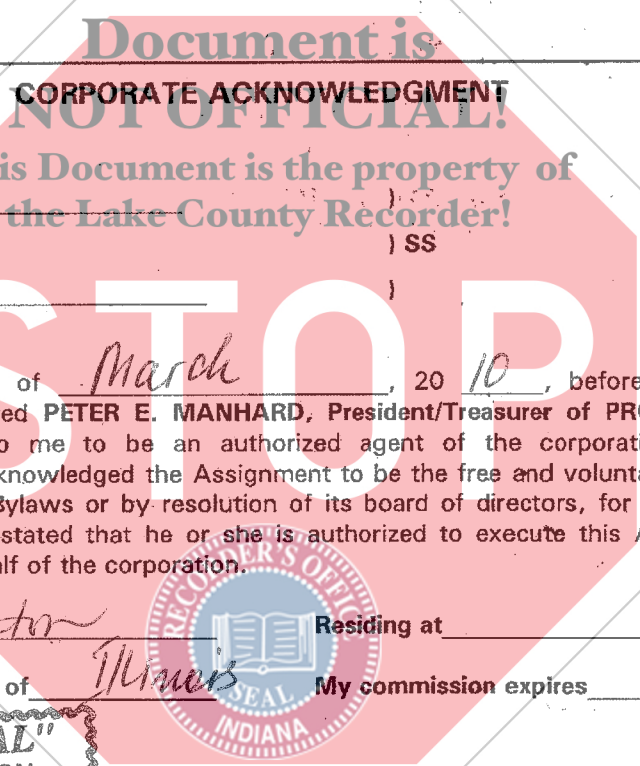 Document is
CORPORATE ACKNOWLEDGMENT
NOT OFFICIAL!
is Document is the property of
)
the Lake County Recorder!
) SS
)
STOP
of March, 20 10, before
ed PETER E. MANHARD, President/Treasurer of PR
o me to be an authorized agent of the corporati
knowledged the Assignment to be the free and volunta
Bylaws or by resolution of its board of directors, for
stated that he or she is authorized to execute this A
lf of the corporation.
RECORDER'S OFFICE
Residing at
of Illinois
My commission expires
SEAL
INDIANA
AL"